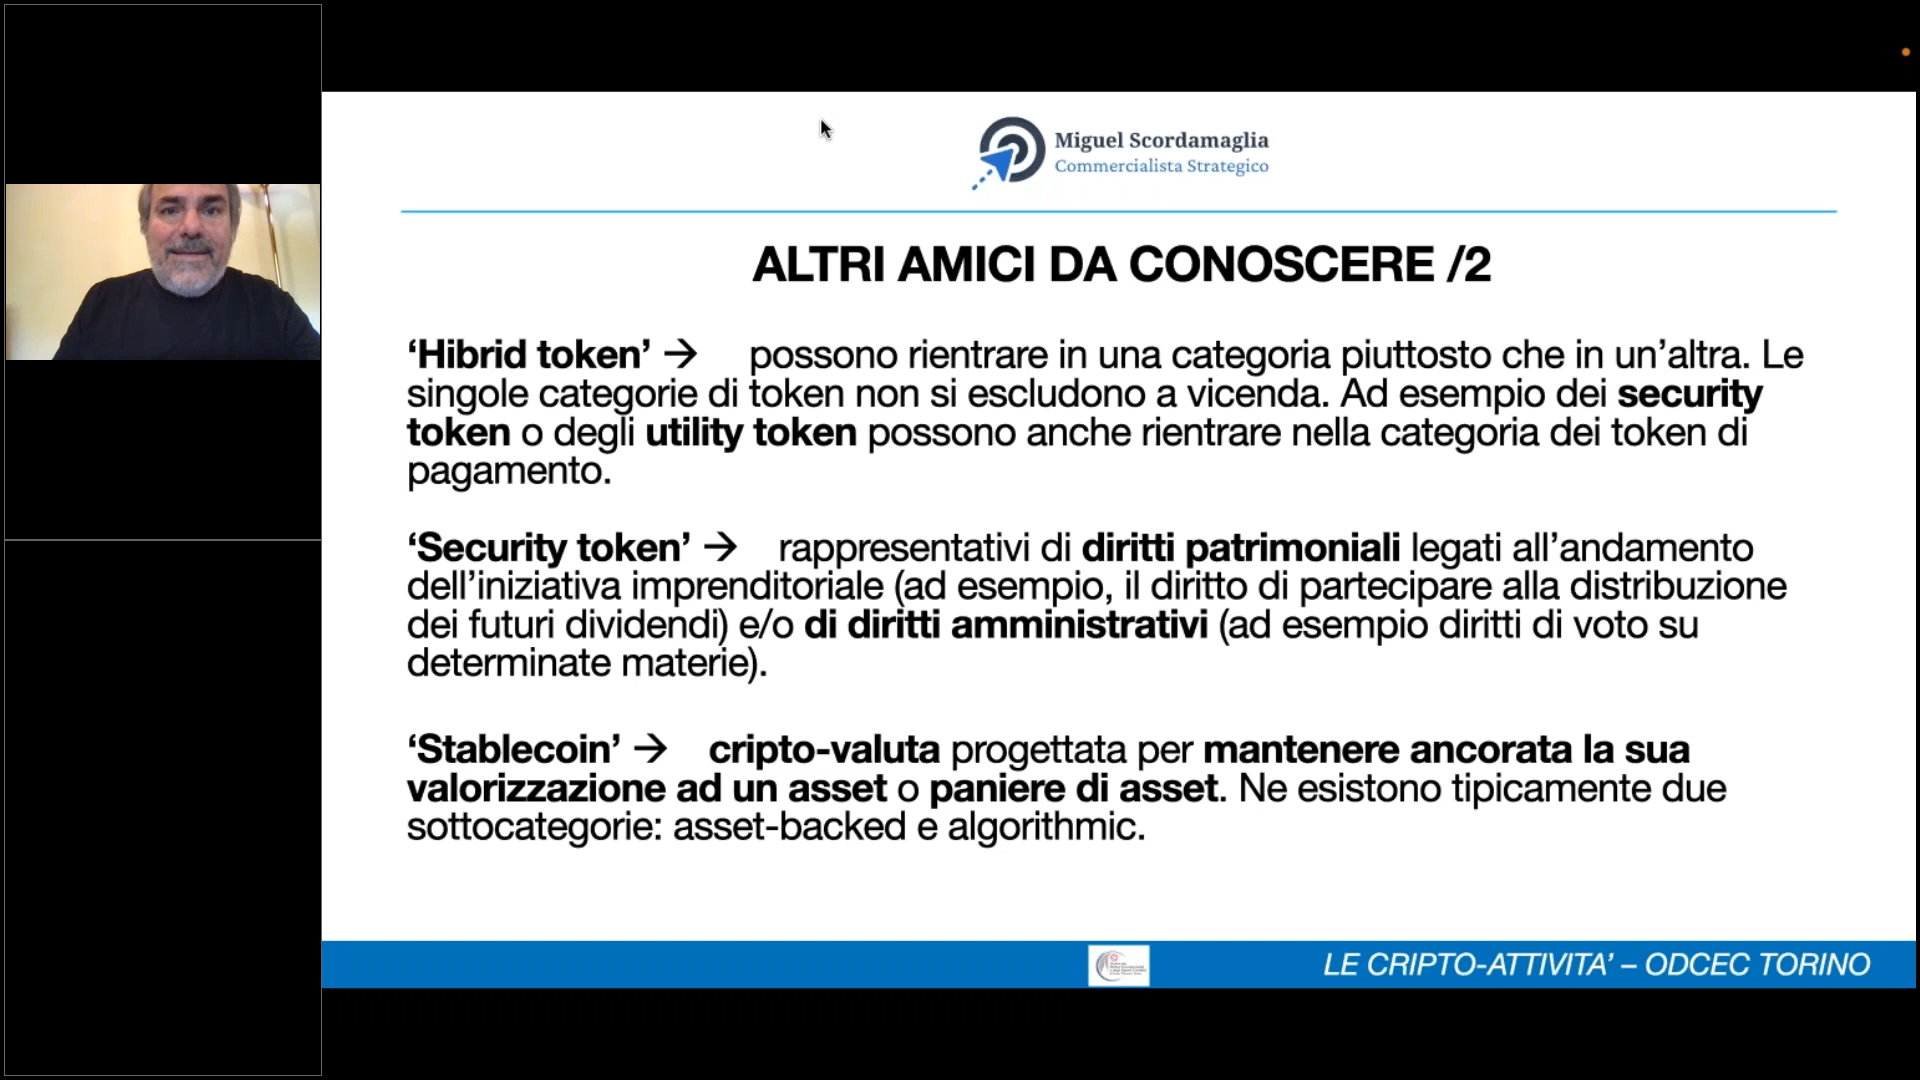 Miguel Scordamaglia
Commercialista Strategico
ALTRI AMICI DA CONOSCERE /2
‘Hibrid token’ → possono rientrare in una categoria piuttosto che in un’altra. Le
singole categorie di token non si escludono a vicenda. Ad esempio dei security
token o degli utility token possono anche rientrare nella categoria dei token di
pagamento.
‘Security token’ → rappresentativi di diritti patrimoniali legati all’andamento
dell’iniziativa imprenditoriale (ad esempio, il diritto di partecipare alla distribuzione
dei futuri dividendi) e/o di diritti amministrativi (ad esempio diritti di voto su
determinate materie).
‘Stablecoin’ → cripto-valuta progettata per mantenere ancorata la sua
valorizzazione ad un asset o paniere di asset. Ne esistono tipicamente due
sottocategorie: asset-backed e algorithmic.
LE CRIPTO-ATTIVITA’ – ODCEC TORINO